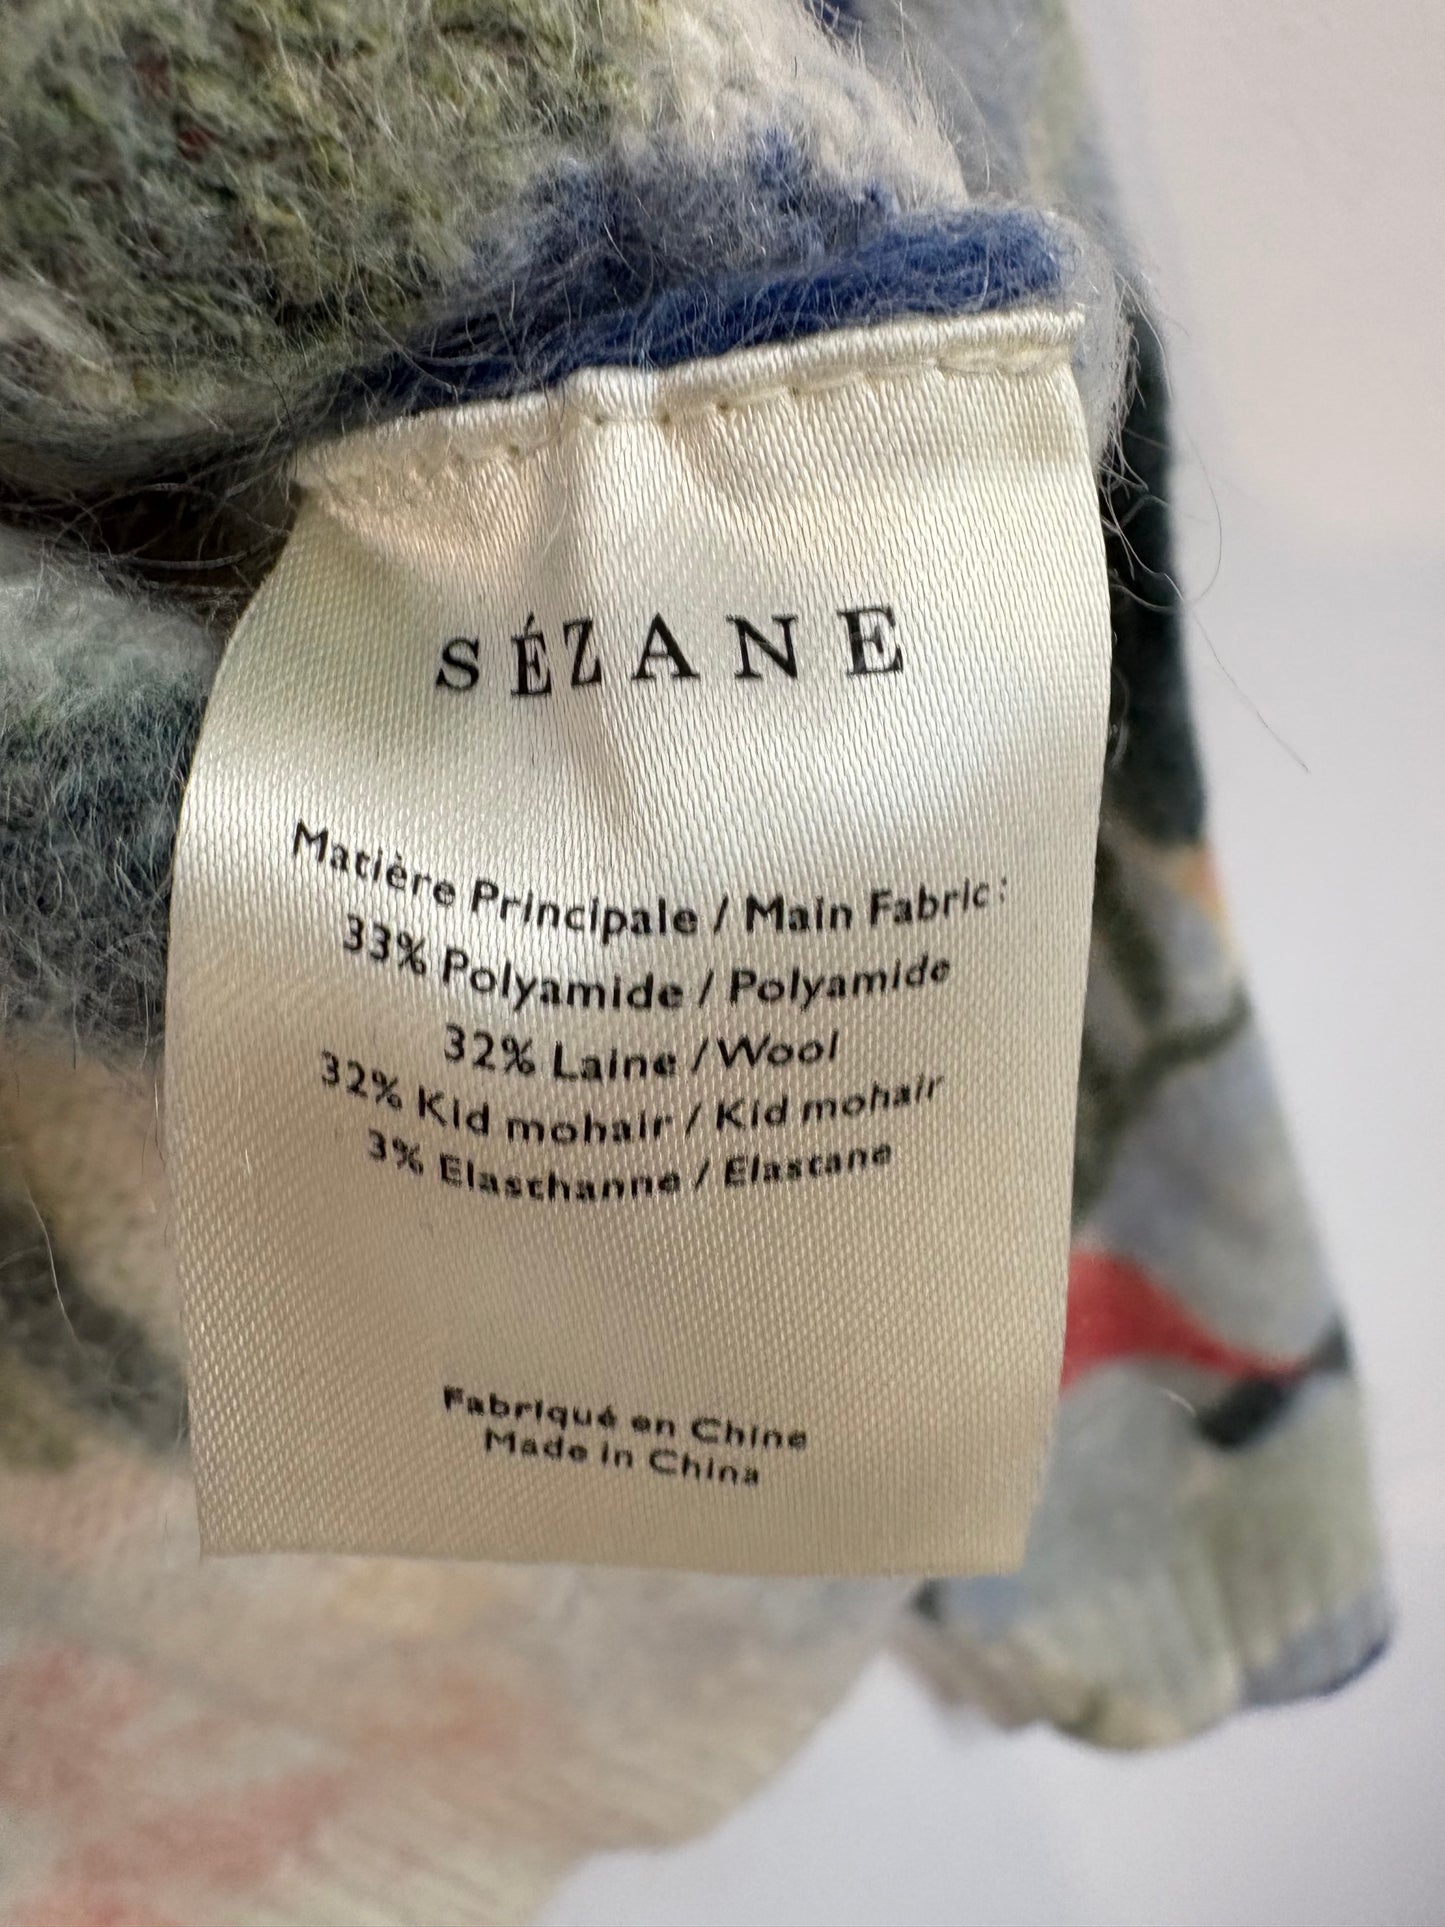 SÉZANE
Matière Principale / Main Fabric :
33% Polyamide / Polyamide
32% Laine / Wool
32% Kid mohair / Kid mohair
3% Elasthanne / Elastane
Fabriqué en Chine
Made in China